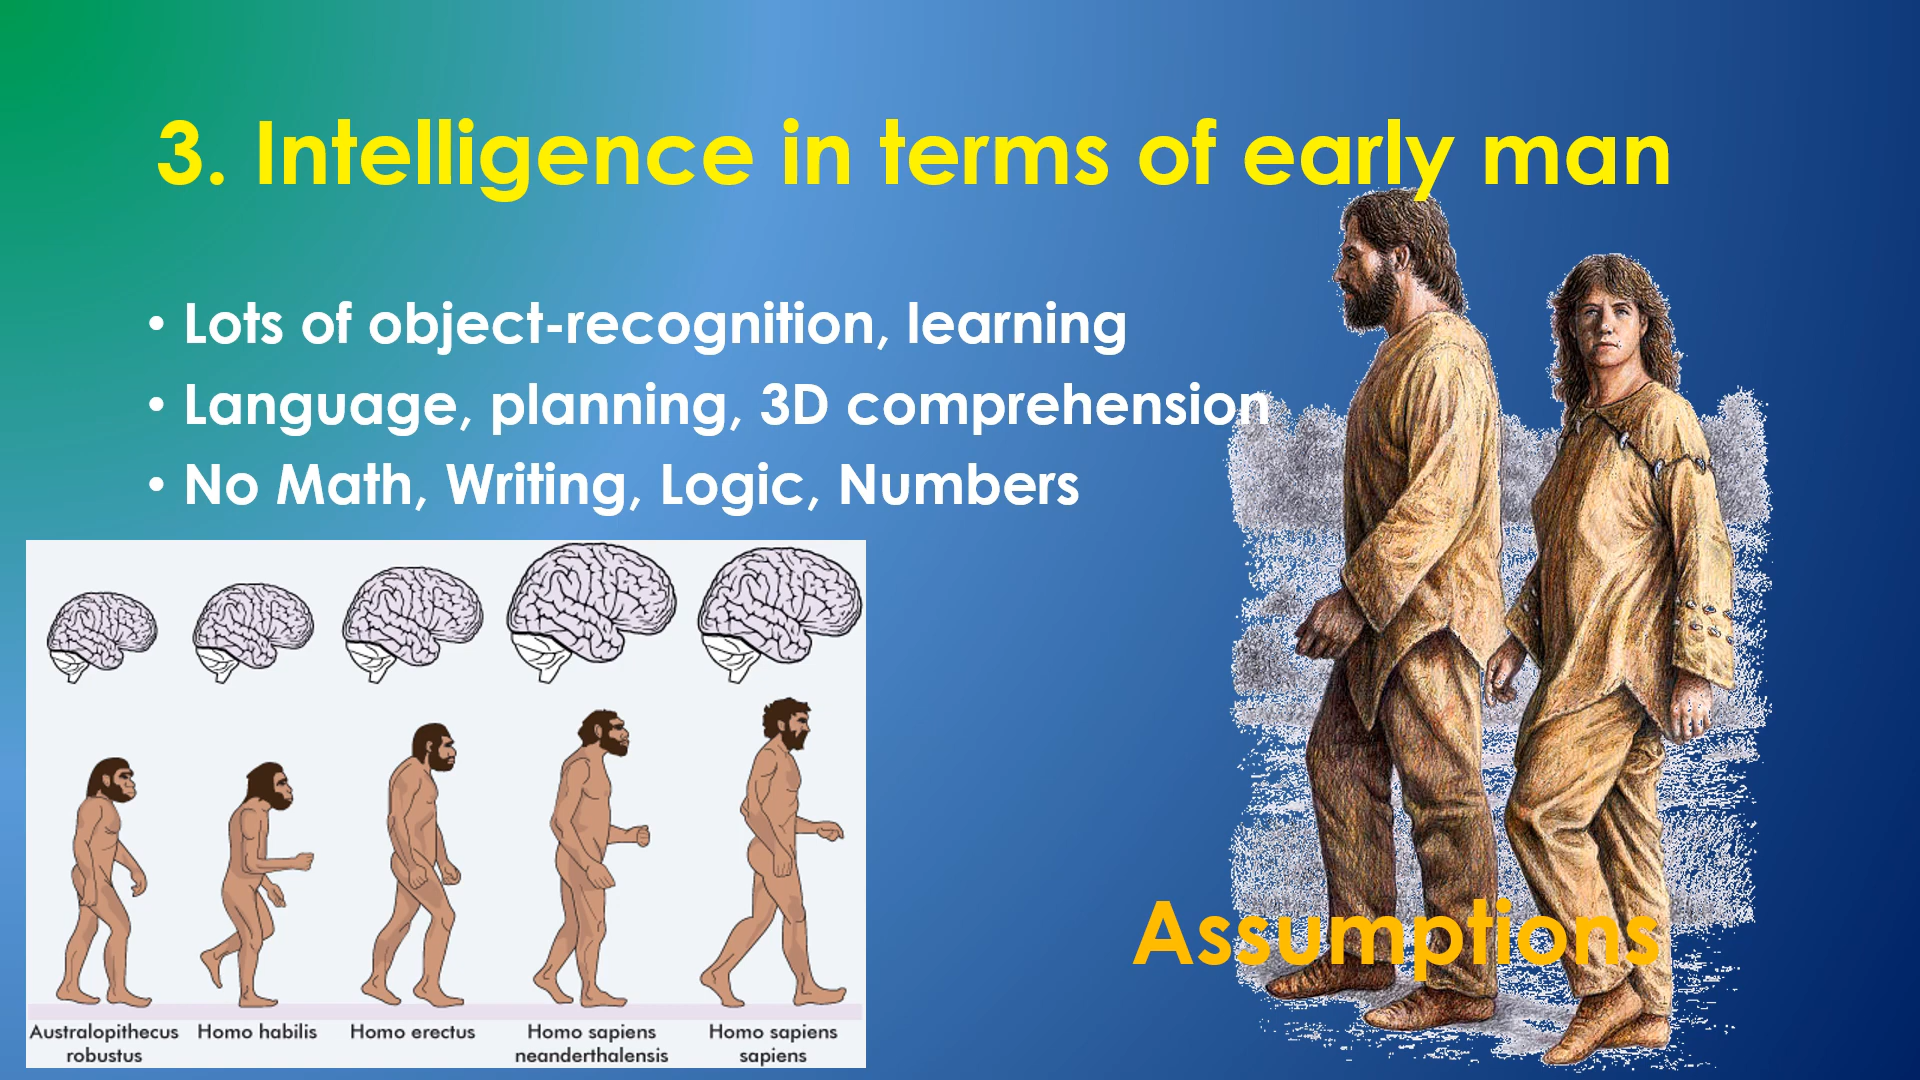 3. Intelligence in terms of early man
• Lots of object-recognition, learning
• Language, planning, 3D comprehension
• No Math, Writing, Logic, Numbers
Assumptions
Australopithecus
robustus
Homo habilis
Homo erectus
Homo sapiens
neanderthalensis
Homo sapiens
sapiens